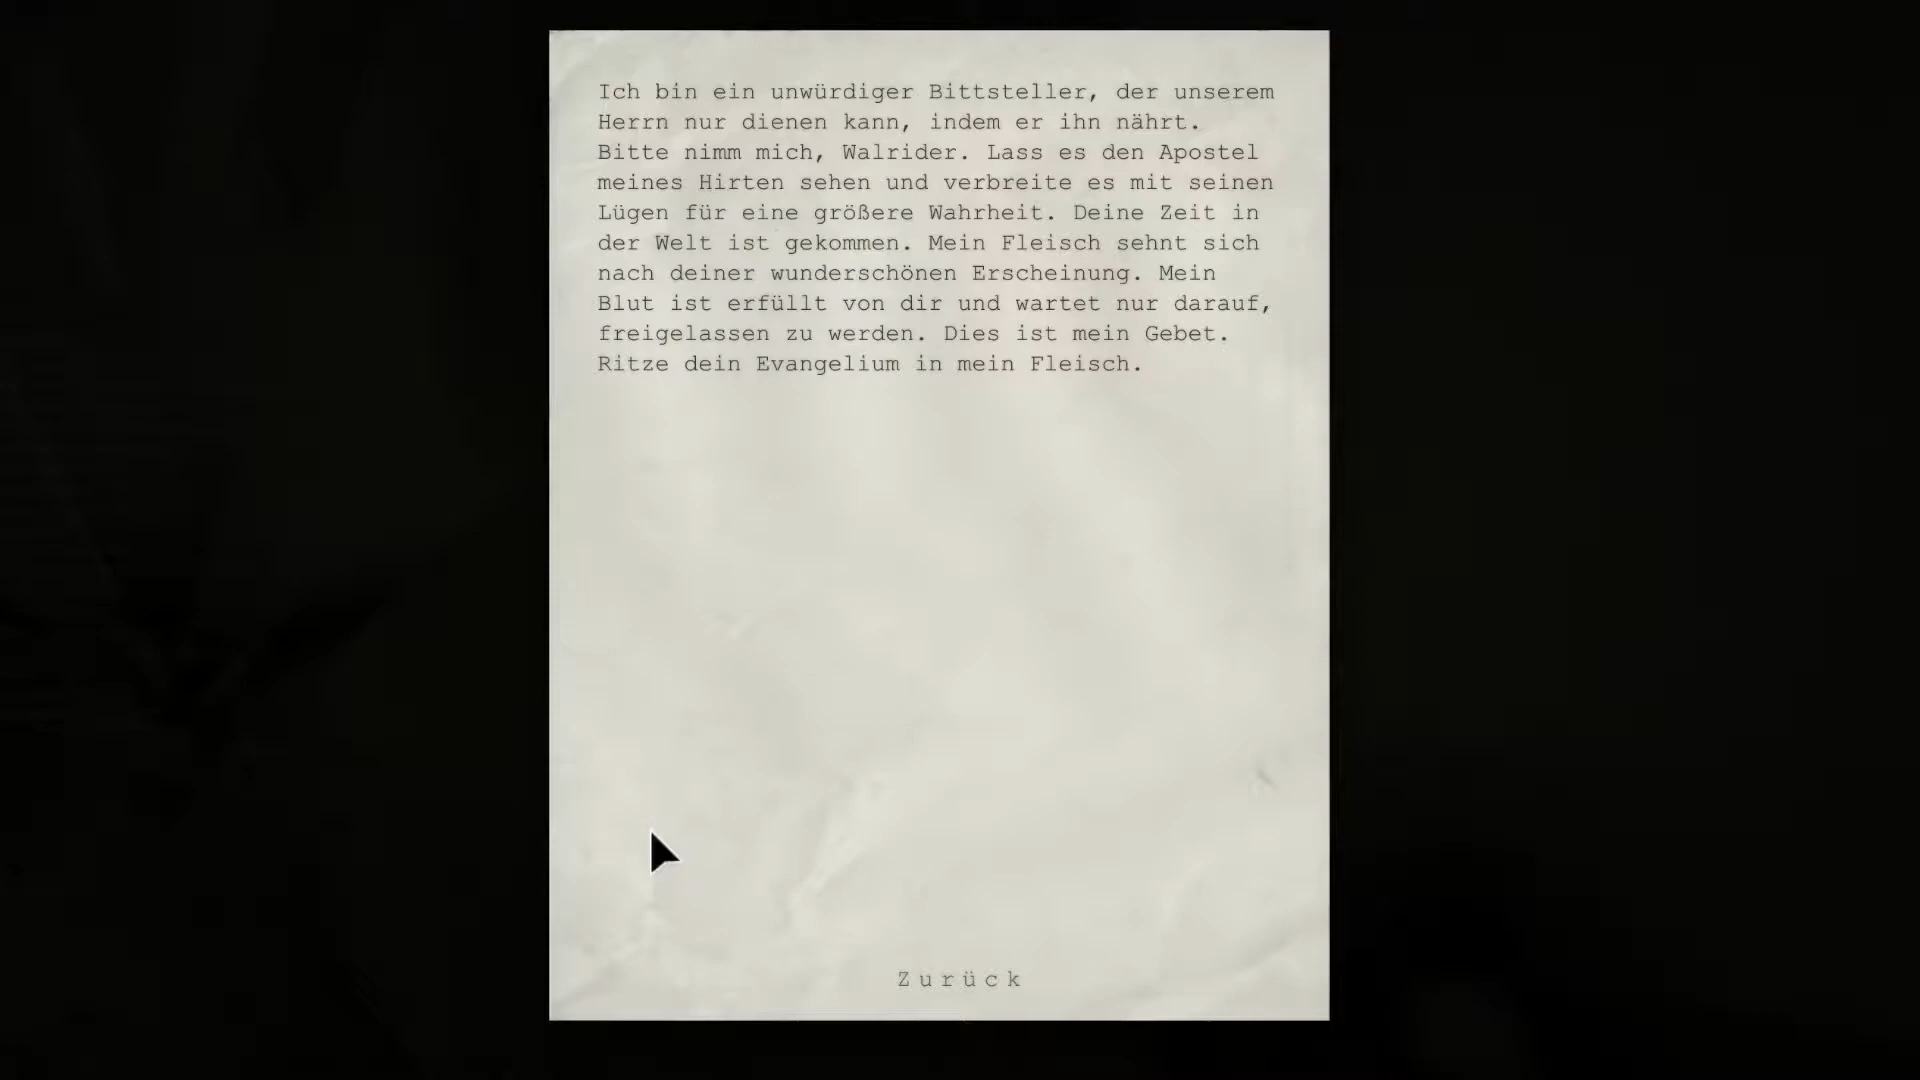 Ich bin ein unwürdiger Bittsteller, der unserem
Herrn nur dienen kann, indem er ihn nährt.
Bitte nimm mich, Walrider. Lass es den Apostel
meines Hirten sehen und verbreite es mit seinen
Lügen für eine größere Wahrheit. Deine Zeit in
der Welt ist gekommen. Mein Fleisch sehnt sich
nach deiner wunderschönen Erscheinung. Mein
Blut ist erfüllt von dir und wartet nur darauf,
freigelassen zu werden. Dies ist mein Gebet.
Ritze dein Evangelium in mein Fleisch.
Zurück